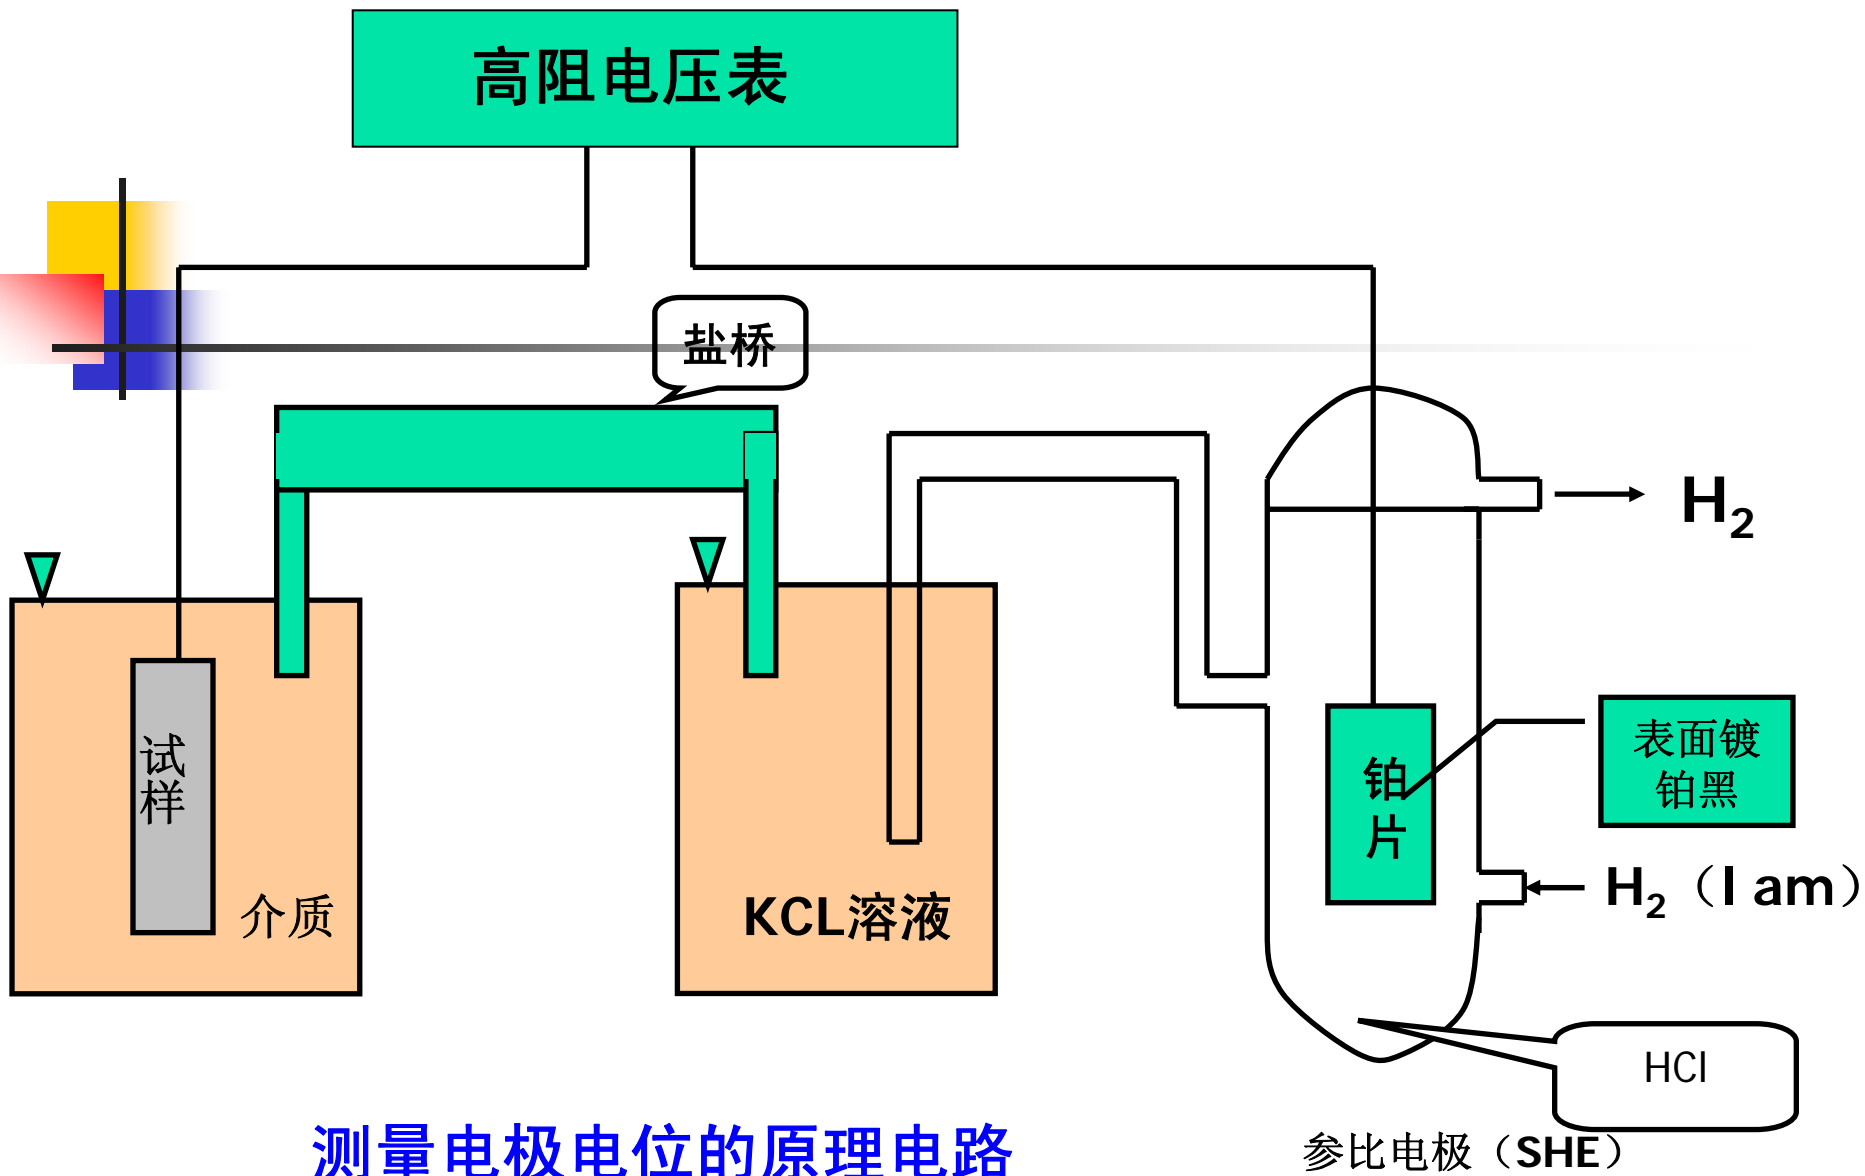 高阻电压表
盐桥
H₂
试
样
介质
KCL溶液
铂
片
表面镀
铂黑
H₂（l am）
HCl
测量电极电位的原理电路
参比电极（SHE）